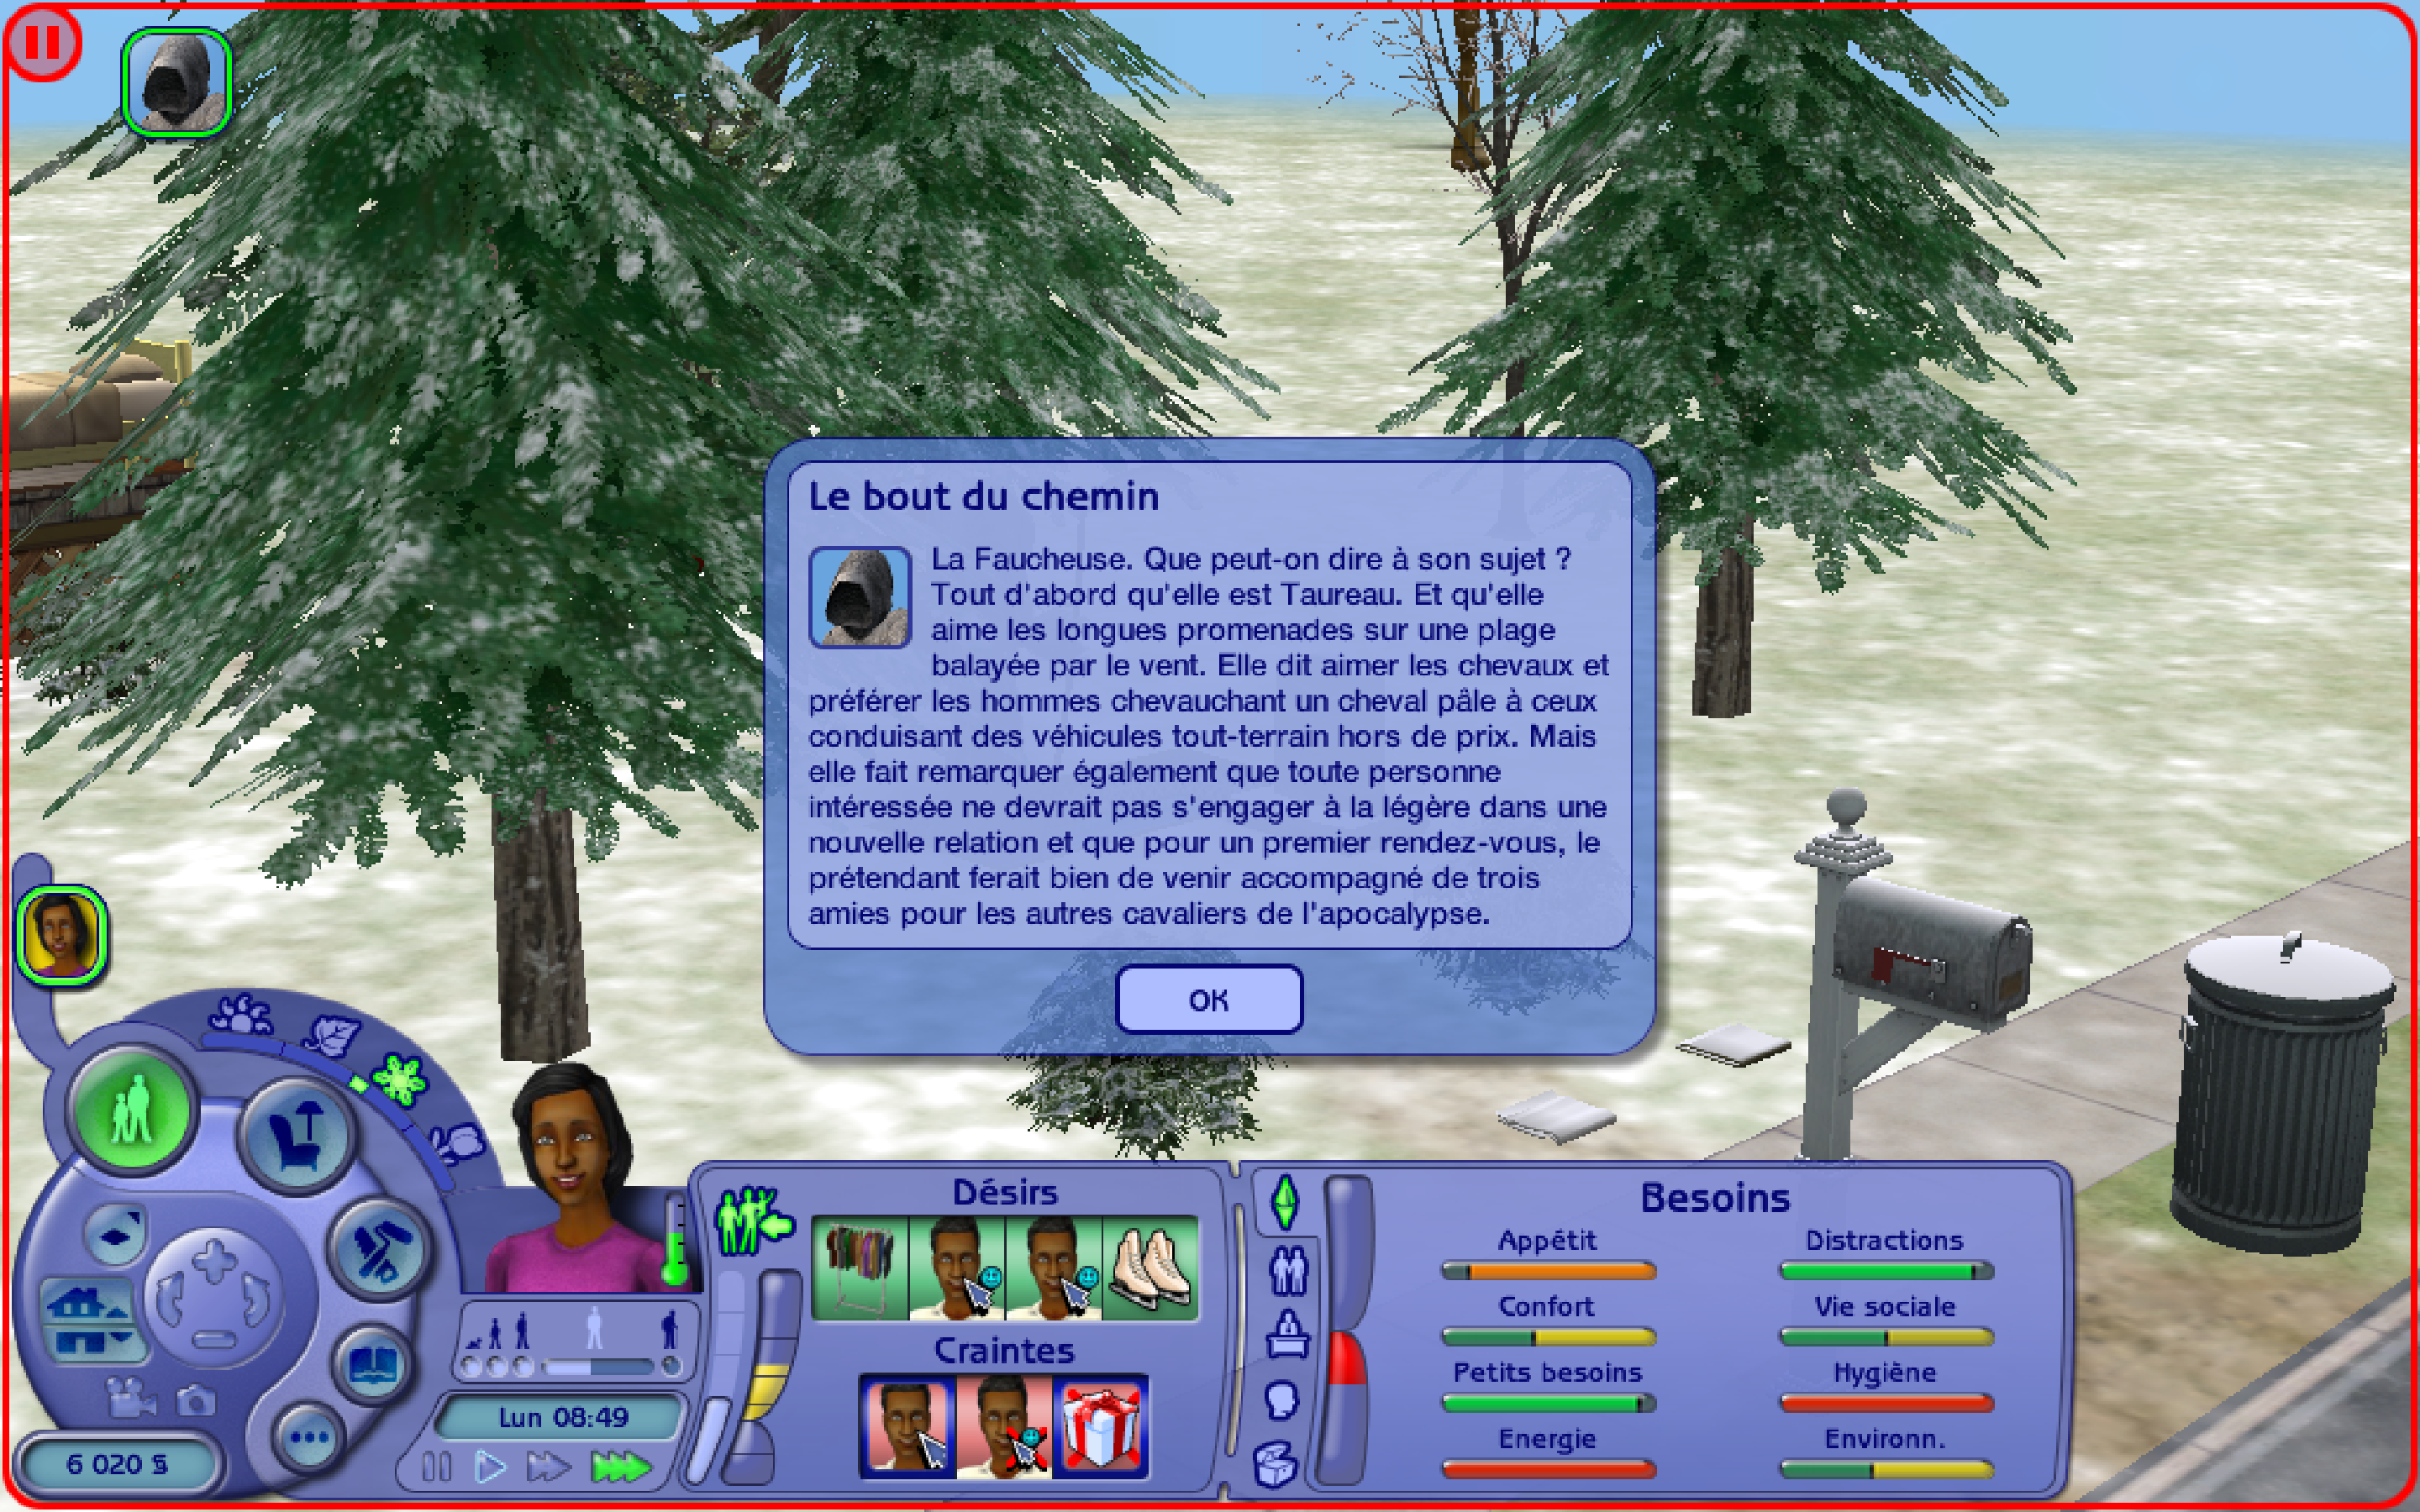 Le bout du chemin
La Faucheuse. Que peut-on dire à son sujet ?
Tout d'abord qu'elle est Taureau. Et qu'elle
aime les longues promenades sur une plage
balayée par le vent. Elle dit aimer les chevaux et
préférer les hommes chevauchant un cheval pâle à ceux
conduisant des véhicules tout-terrain hors de prix. Mais
elle fait remarquer également que toute personne
intéressée ne devrait pas s'engager à la légère dans une
nouvelle relation et que pour un premier rendez-vous, le
prétendant ferait bien de venir accompagné de trois
amies pour les autres cavaliers de l'apocalypse.
OK
Désirs
Craintes
Lun 08:49
6 020 §
Besoins
Appétit
Distractions
Confort
Vie sociale
Petits besoins
Hygiène
Energie
Environn.